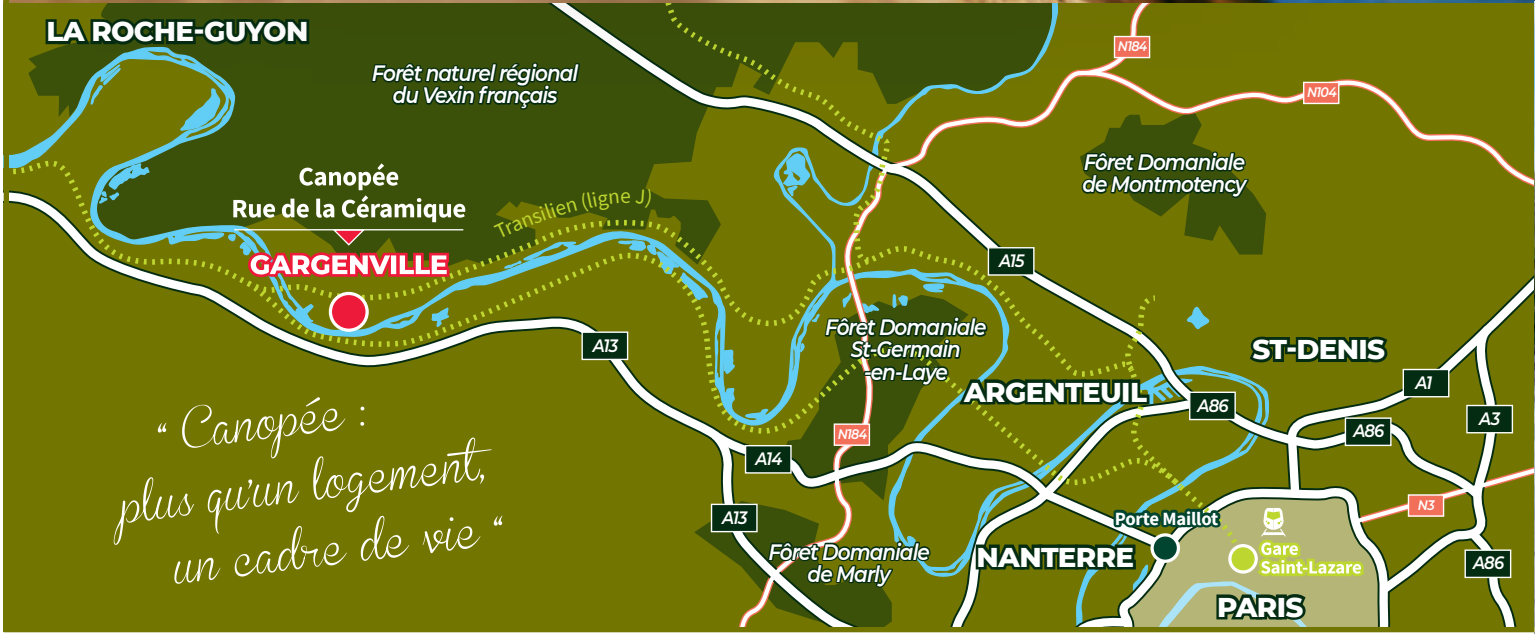 LA ROCHE-GUYON
Forêt naturel régional
du Vexin français
N184
N104
Fôret Domaniale
de Montmotency
Canopée
Rue de la Céramique
Transilien (ligne J)
GARGENVILLE
A15
Fôret Domaniale
St-Germain
-en-Laye
A13
ST-DENIS
ARGENTEUIL
A1
A86
A3
A86
“ Canopée :
plus qu’un logement,
un cadre de vie “
N184
A14
A13
N3
Porte Maillot
Gare
Saint-Lazare
Fôret Domaniale
de Marly
NANTERRE
A86
PARIS